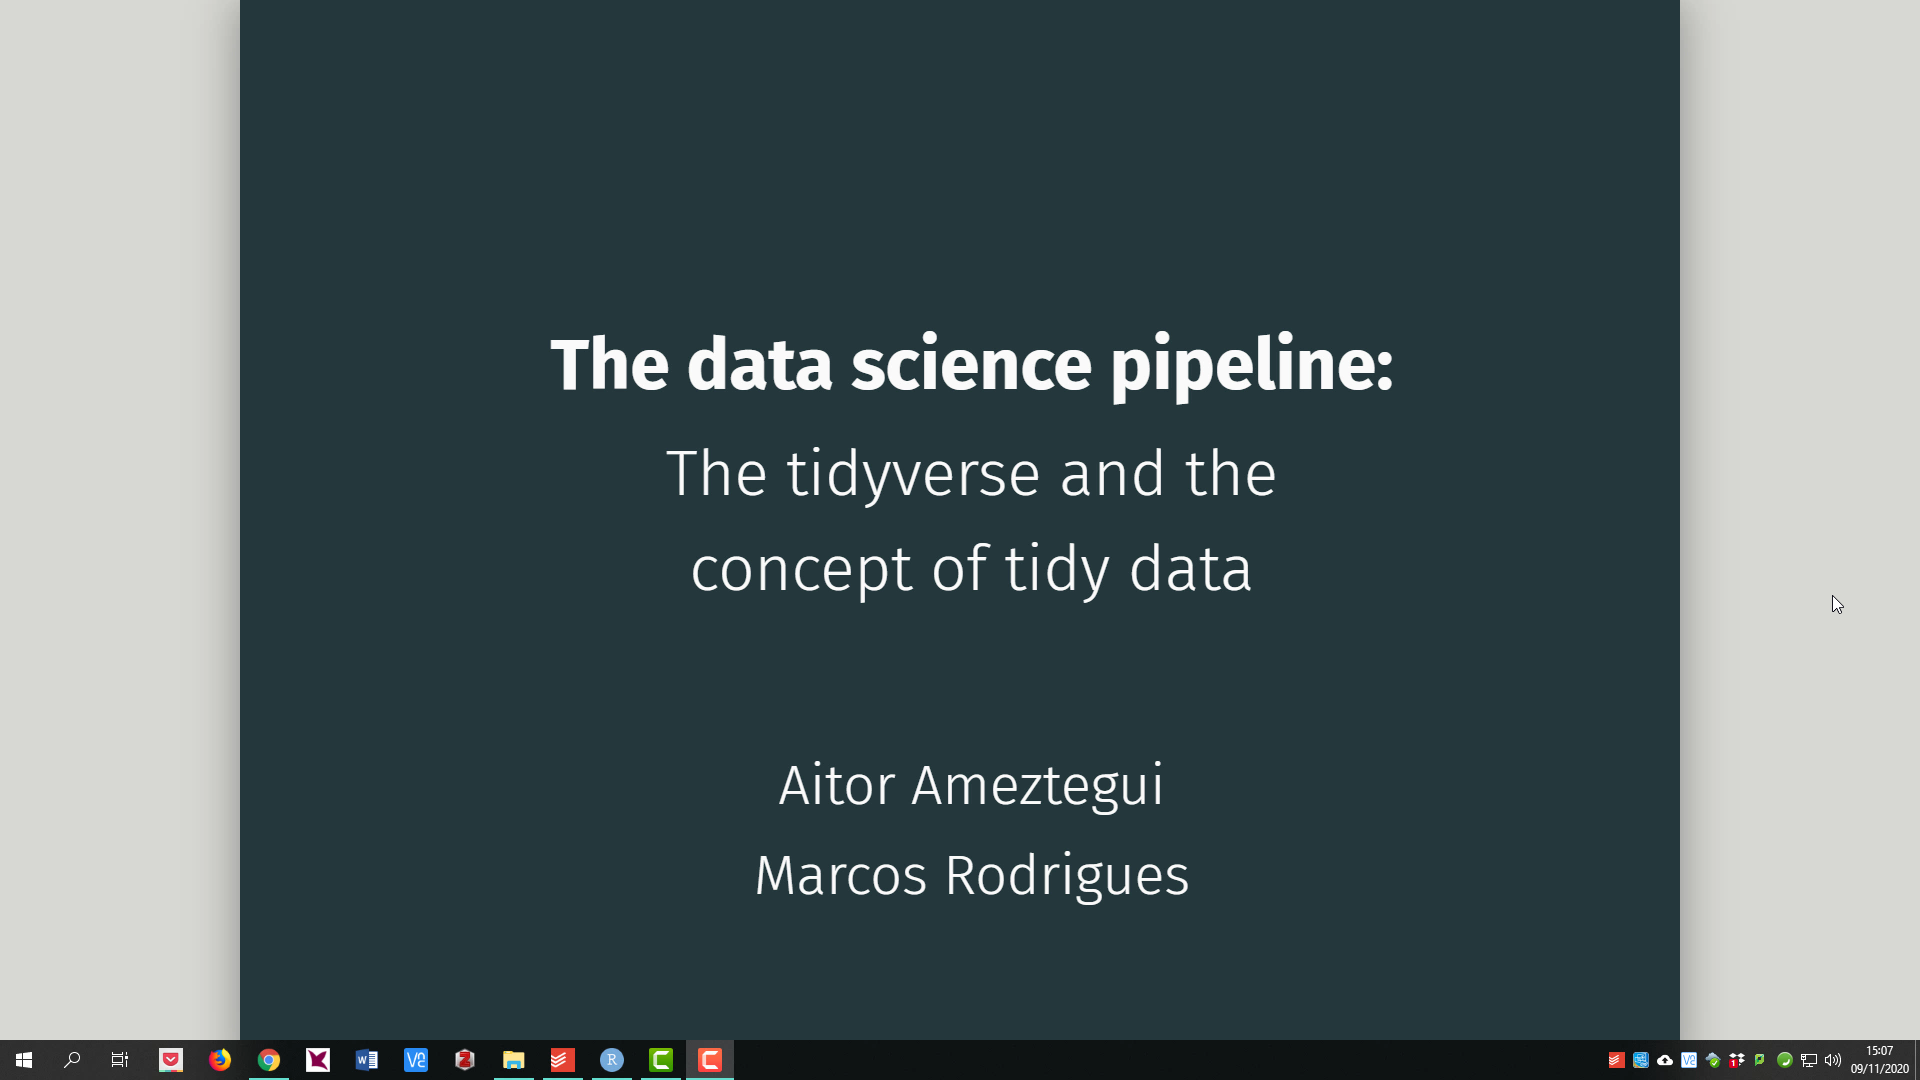 The data science pipeline:
The tidyverse and the
concept of tidy data
Aitor Ameztegui
Marcos Rodrigues
15:07
09/11/2020